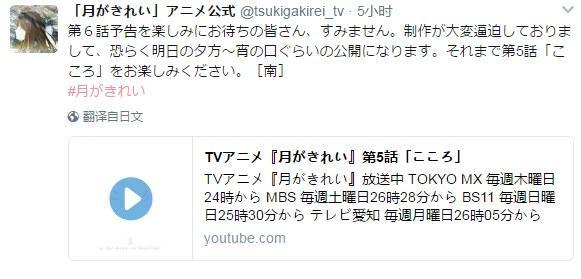 「月がきれい」アニメ公式 @tsukigakirei_tv · 5小时
第６話予告を楽しみにお待ちの皆さん、すみません。制作が大変逼迫しておりま
して、恐らく明日の夕方～宵の口ぐらいの公開になります。それまで第5話「こ
ころ」をお楽しみください。［南］
#月がきれい
翻译自日文
TVアニメ『月がきれい』第5話「こころ」
TVアニメ『月がきれい』放送中 TOKYO MX 毎週木曜日
24時から MBS 毎週土曜日26時28分から BS11 毎週日曜
日25時30分から テレビ愛知 毎週月曜日26時05分から
youtube.com